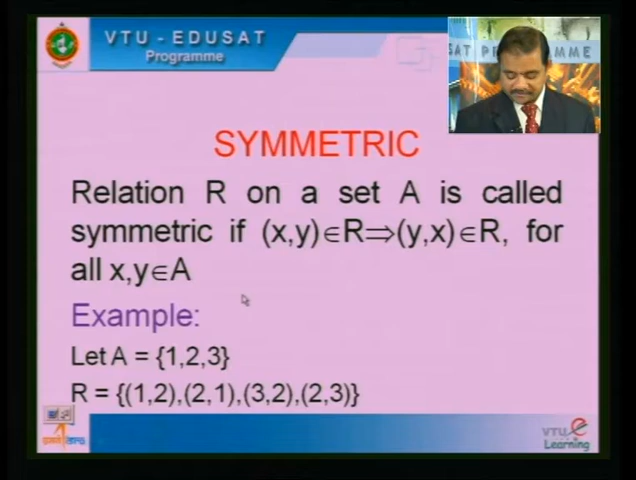 VTU - EDUSAT
Programme
SAT PROGRAMME
SYMMETRIC
Relation R on a set A is called
symmetric if (x,y)∈R⇒(y,x)∈R, for
all x,y∈A
Example:
Let A = {1,2,3}
R = {(1,2),(2,1),(3,2),(2,3)}
VTU e
Learning